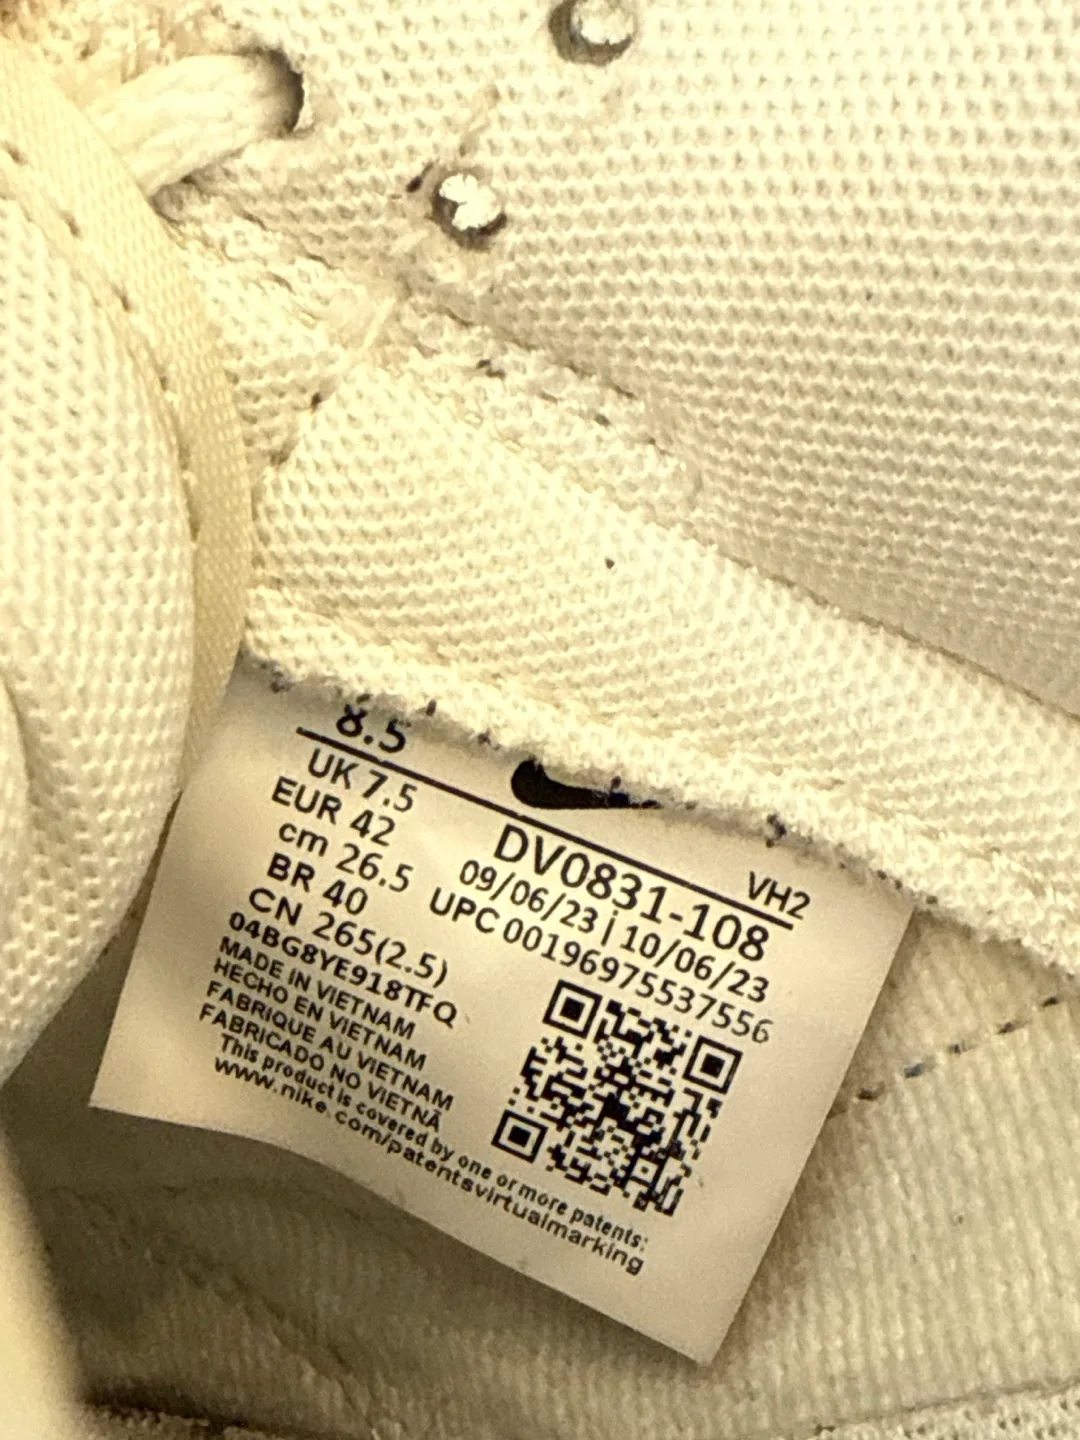 8.5
UK 7.5
EUR 42
cm 26.5
BR 40
CN 265(2.5)
04BG8YE918TFQ
MADE IN VIETNAM
HECHO EN VIETNAM
FABRIQUE AU VIETNAM
FABRICADO NO VIETNÃ
This product is covered by one or more patents:
www.nike.com/patentsvirtualmarking
VH2
DV0831-108
09/06/23 | 10/06/23
UPC 00196975537556